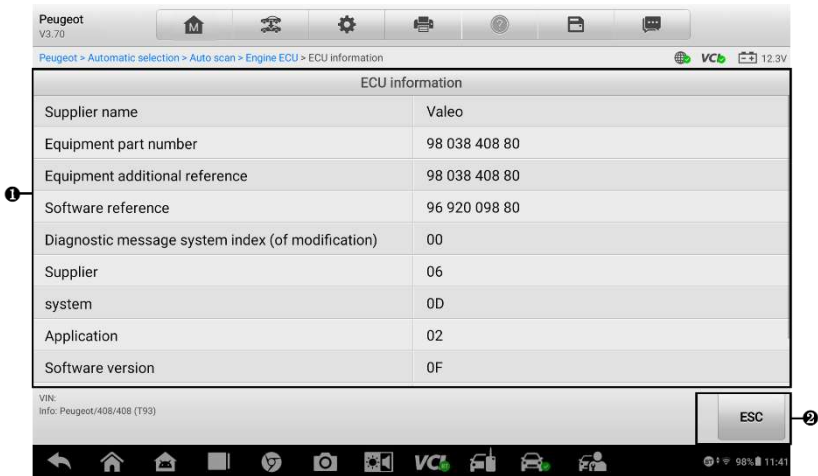 Peugeot
V3.70
M
Peugeot > Automatic selection > Auto scan > Engine ECU > ECU information
VCI 12.3V
ECU information
Supplier name Valeo
Equipment part number 98 038 408 80
Equipment additional reference 98 038 408 80
❶
Software reference 96 920 098 80
Diagnostic message system index (of modification) 00
Supplier 06
system 0D
Application 02
Software version 0F
VIN:
Info: Peugeot/408/408 (T93)
ESC ❷
VCI 98% 11:41